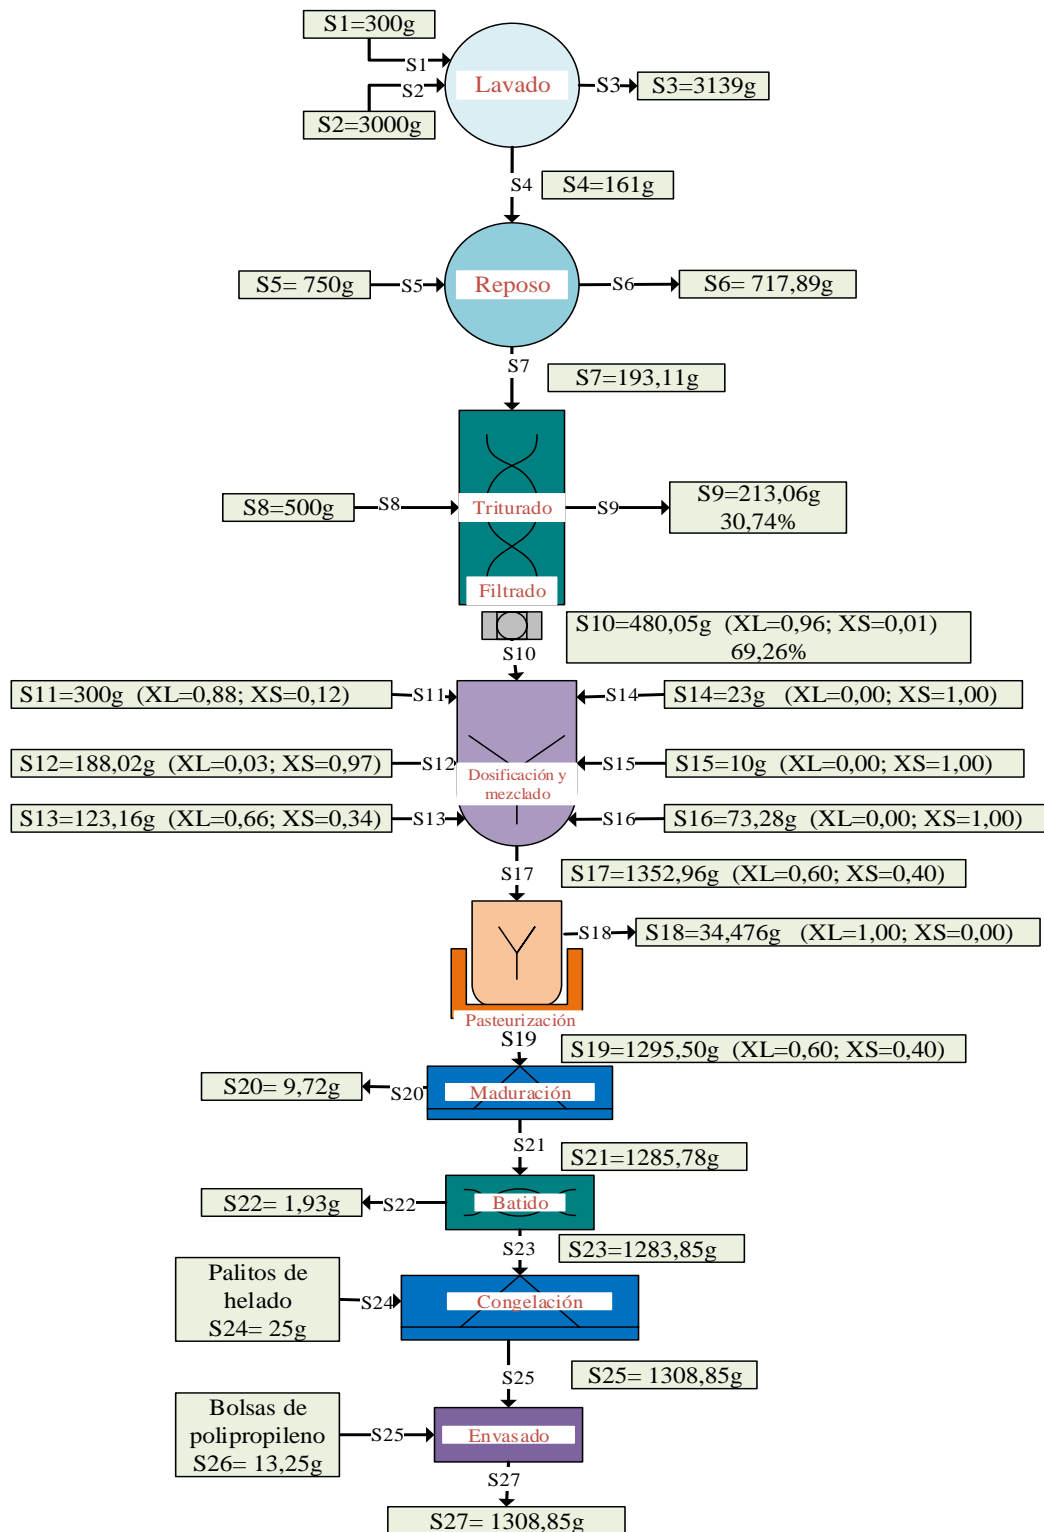 S1=300g
S1
S2
Lavado
S3
S3=3139g
S2=3000g
S4
S4=161g
S5= 750g
S5
Reposo
S6
S6= 717,89g
S7
S7=193,11g
S8=500g
S8
Triturado
S9
S9=213,06g
30,74%
Filtrado
S10=480,05g (XL=0,96; XS=0,01)
69,26%
S10
S11=300g (XL=0,88; XS=0,12)
S11
S14
S14=23g (XL=0,00; XS=1,00)
S12=188,02g (XL=0,03; XS=0,97)
S12
Dosificación y
mezclado
S15
S15=10g (XL=0,00; XS=1,00)
S13=123,16g (XL=0,66; XS=0,34)
S13
S16
S16=73,28g (XL=0,00; XS=1,00)
S17
S17=1352,96g (XL=0,60; XS=0,40)
S18
S18=34,476g (XL=1,00; XS=0,00)
Pasteurización
S19
S19=1295,50g (XL=0,60; XS=0,40)
S20= 9,72g
S20
Maduración
S21
S21=1285,78g
S22= 1,93g
S22
Batido
S23
S23=1283,85g
Palitos de
helado
S24= 25g
S24
Congelación
S25
S25= 1308,85g
Bolsas de
polipropileno
S26= 13,25g
S25
Envasado
S27
S27= 1308,85g